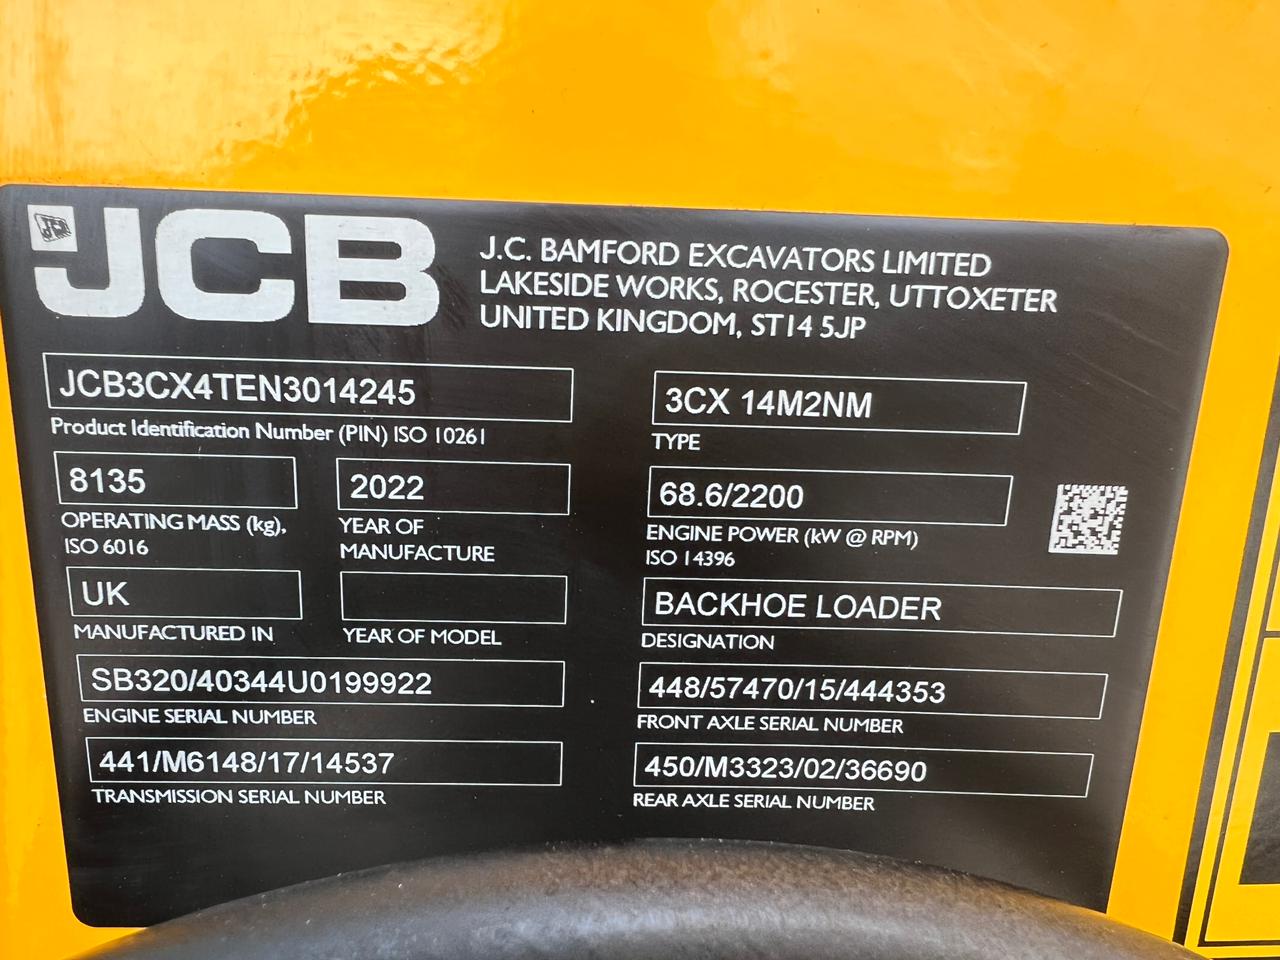 JCB
J.C. BAMFORD EXCAVATORS LIMITED
LAKESIDE WORKS, ROCESTER, UTTOXETER
UNITED KINGDOM, ST14 5JP
JCB3CX4TEN3014245
Product Identification Number (PIN) ISO 10261
3CX 14M2NM
TYPE
8135
OPERATING MASS (kg),
ISO 6016
2022
YEAR OF
MANUFACTURE
68.6/2200
ENGINE POWER (kW @ RPM)
ISO 14396
UK
MANUFACTURED IN
YEAR OF MODEL
BACKHOE LOADER
DESIGNATION
SB320/40344U0199922
ENGINE SERIAL NUMBER
448/57470/15/444353
FRONT AXLE SERIAL NUMBER
441/M6148/17/14537
TRANSMISSION SERIAL NUMBER
450/M3323/02/36690
REAR AXLE SERIAL NUMBER